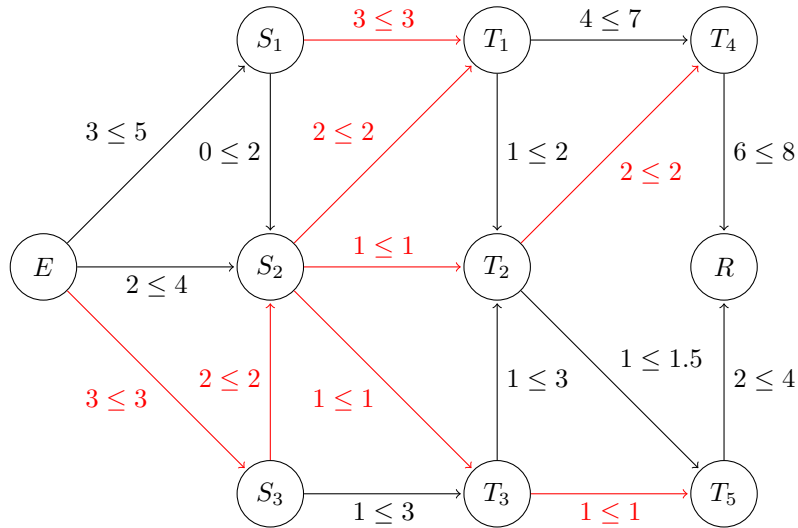 3 ≤ 3
4 ≤ 7
S₁
T₁
T₄
3 ≤ 5
0 ≤ 2
2 ≤ 2
1 ≤ 2
2 ≤ 2
6 ≤ 8
1 ≤ 1
E
S₂
T₂
R
2 ≤ 4
3 ≤ 3
2 ≤ 2
1 ≤ 1
1 ≤ 3
1 ≤ 1.5
2 ≤ 4
S₃
T₃
T₅
1 ≤ 3
1 ≤ 1